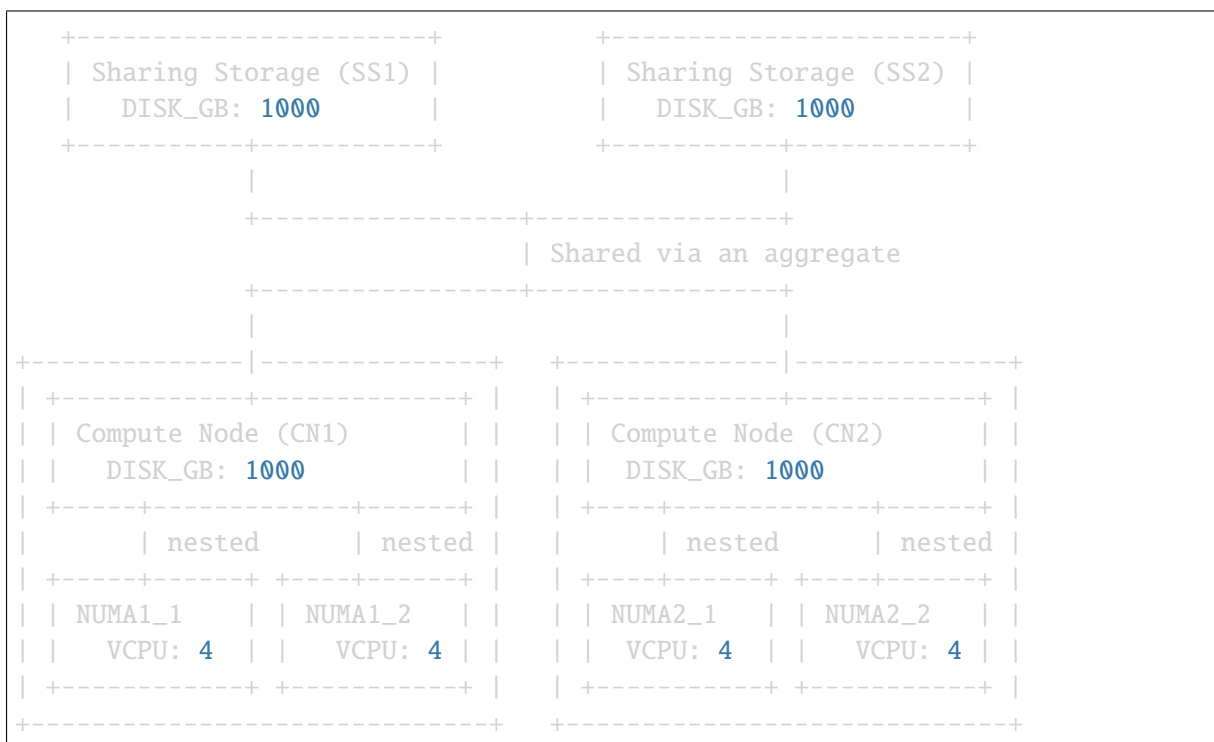 +-----------------------+          +-----------------------+
| Sharing Storage (SS1) |          | Sharing Storage (SS2) |
|   DISK_GB: 1000       |          |   DISK_GB: 1000       |
+-----------+-----------+          +-----------+-----------+
|                                  |
+-----------------+----------------+
| Shared via an aggregate
+-----------------+----------------+
|                                  |
+--------------|---------------+   +--------------|--------------+
| +------------+-------------+ |   | +------------+------------+ |
| | Compute Node (CN1)       | |   | | Compute Node (CN2)      | |
| |   DISK_GB: 1000          | |   | |  DISK_GB: 1000          | |
| +-----+-------------+------+ |   | +----+-------------+------+ |
|       | nested      | nested |   |      | nested      | nested |
| +-----+------+ +----+------+ |   | +----+------+ +----+------+ |
| | NUMA1_1    | | NUMA1_2   | |   | | NUMA2_1   | | NUMA2_2   | |
| |   VCPU: 4  | |   VCPU: 4 | |   | |  VCPU: 4  | |   VCPU: 4 | |
| +------------+ +-----------+ |   | +-----------+ +-----------+ |
+------------------------------+   +-----------------------------+